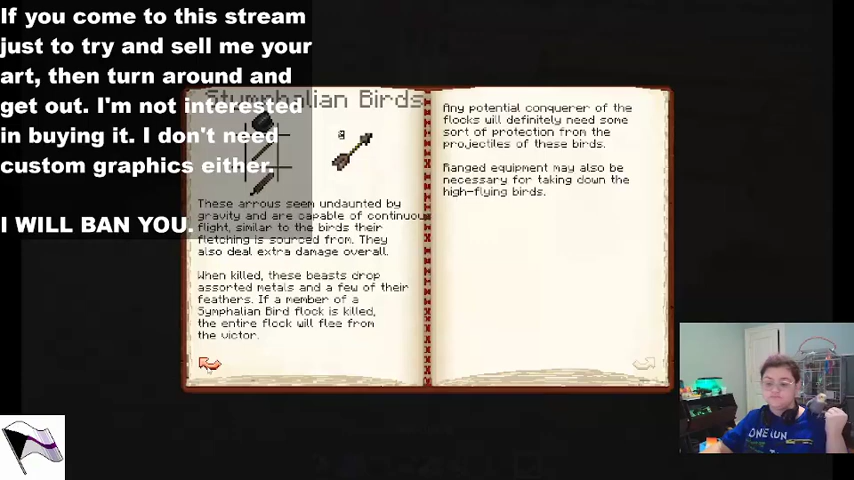 If you come to this stream
just to try and sell me your
art, then turn around and
get out. I'm not interested
in buying it. I don't need
custom graphics either.
I WILL BAN YOU.
Stymphalian Birds
8
These arrous seem undaunted by
gravity and are capable of continuous
flight, similar to the birds their
fletching is sourced from. They
also deal extra damage overall.
When killed, these beasts drop
assorted metals and a few of their
feathers. If a member of a
Symphalian Bird flock is killed,
the entire flock will flee from
the victor.
Any potential conquerer of the
flocks will definitely need some
sort of protection from the
projectiles of these birds.
Ranged equipment may also be
necessary for taking down the
high-flying birds.